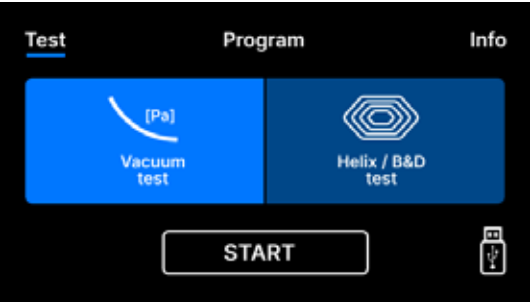 Test
Program
Info
[Pa]
Vacuum
test
Helix / B&D
test
START